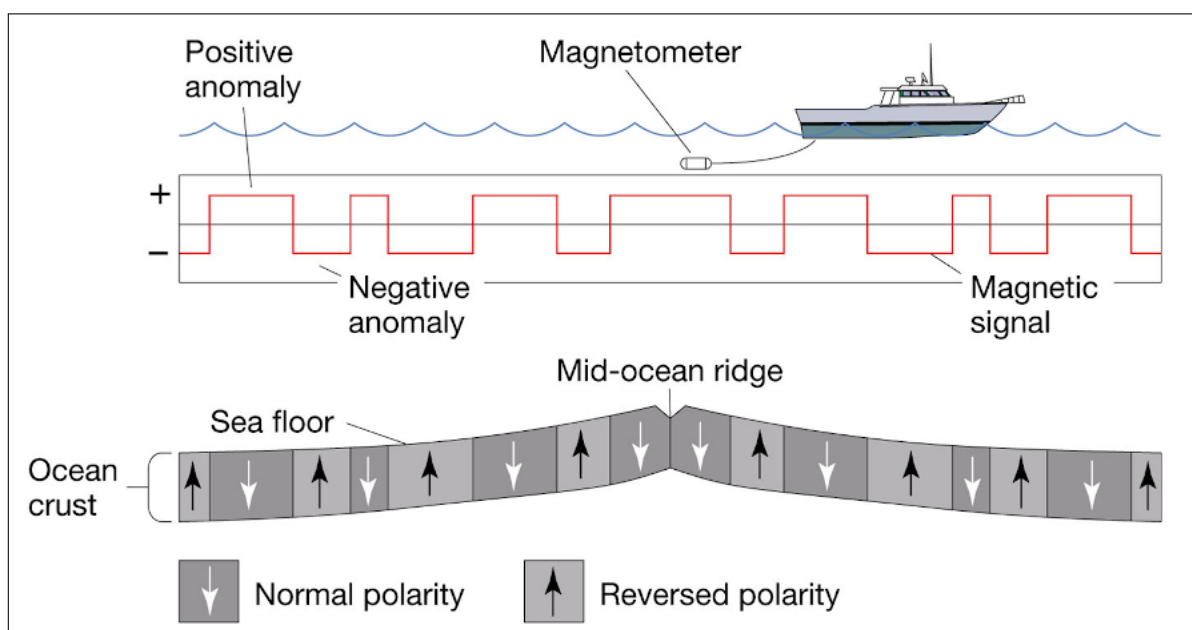 Positive
anomaly
Magnetometer
+
−
Negative
anomaly
Magnetic
signal
Mid-ocean ridge
Sea floor
Ocean
crust
Normal polarity
Reversed polarity